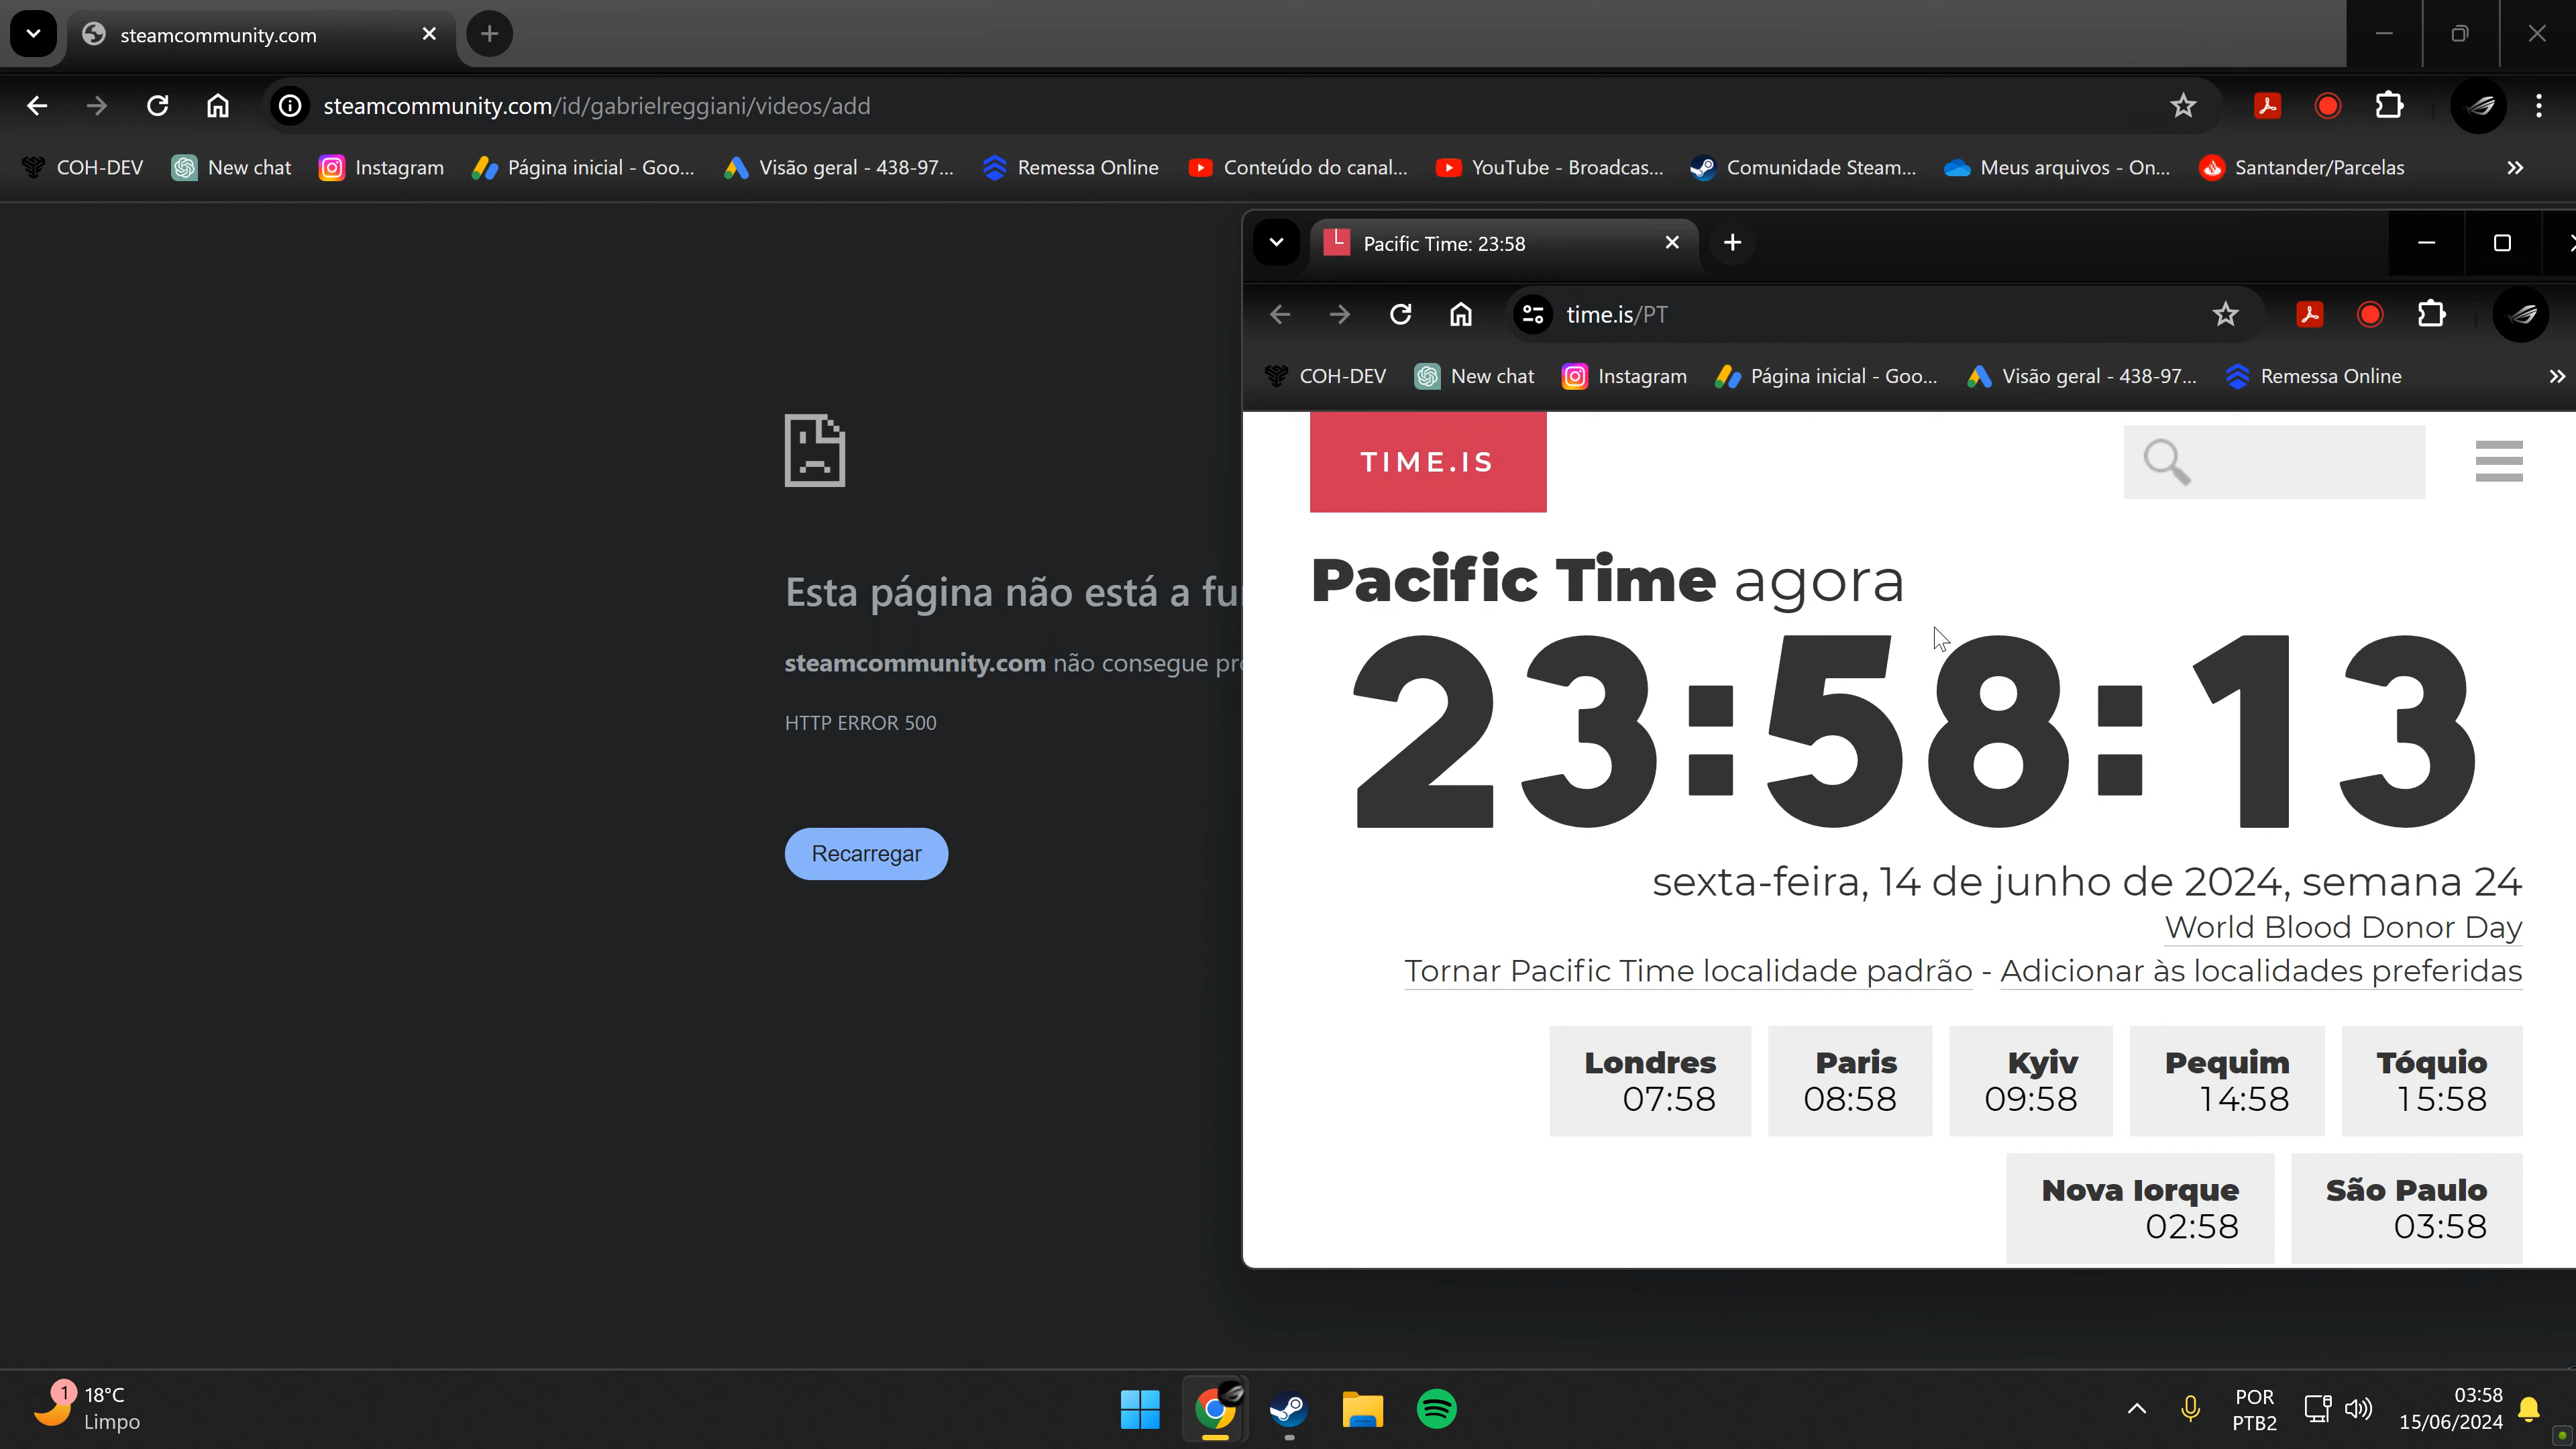 steamcommunity.com
steamcommunity.com/id/gabrielreggiani/videos/add
COH-DEV New chat Instagram Página inicial - Goo... Visão geral - 438-97... Remessa Online Conteúdo do canal... YouTube - Broadcas... Comunidade Steam... Meus arquivos - On... Santander/Parcelas
Esta página não está a fu
steamcommunity.com não consegue pro
HTTP ERROR 500
Recarregar
Pacific Time: 23:58
time.is/PT
COH-DEV New chat Instagram Página inicial - Goo... Visão geral - 438-97... Remessa Online
TIME.IS
Pacific Time agora
23:58:13
sexta-feira, 14 de junho de 2024, semana 24
World Blood Donor Day
Tornar Pacific Time localidade padrão - Adicionar às localidades preferidas
Londres
07:58
Paris
08:58
Kyiv
09:58
Pequim
14:58
Tóquio
15:58
Nova Iorque
02:58
São Paulo
03:58
1
18°C
Limpo
POR
PTB2
03:58
15/06/2024